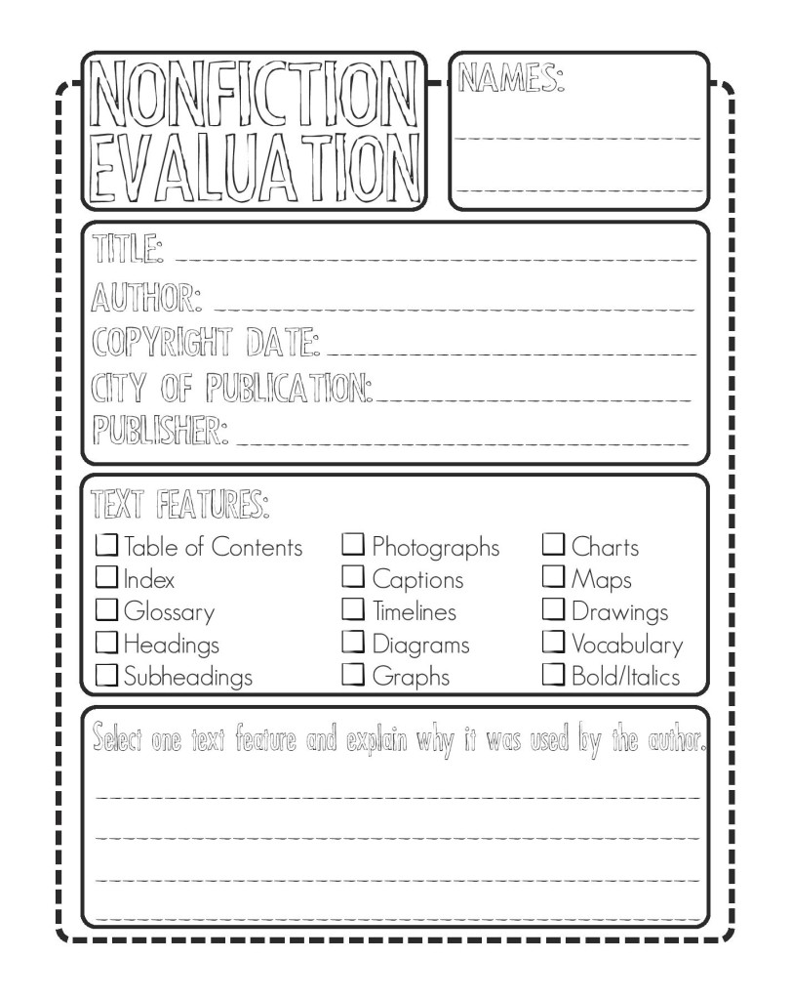 NONFICTION
EVALUATION
NAMES:
TITLE:
AUTHOR:
COPYRIGHT DATE:
CITY OF PUBLICATION:
PUBLISHER:
TEXT FEATURES:
Table of Contents
Index
Glossary
Headings
Subheadings
Photographs
Captions
Timelines
Diagrams
Graphs
Charts
Maps
Drawings
Vocabulary
Bold/Italics
Select one text feature and explain why it was used by the author.